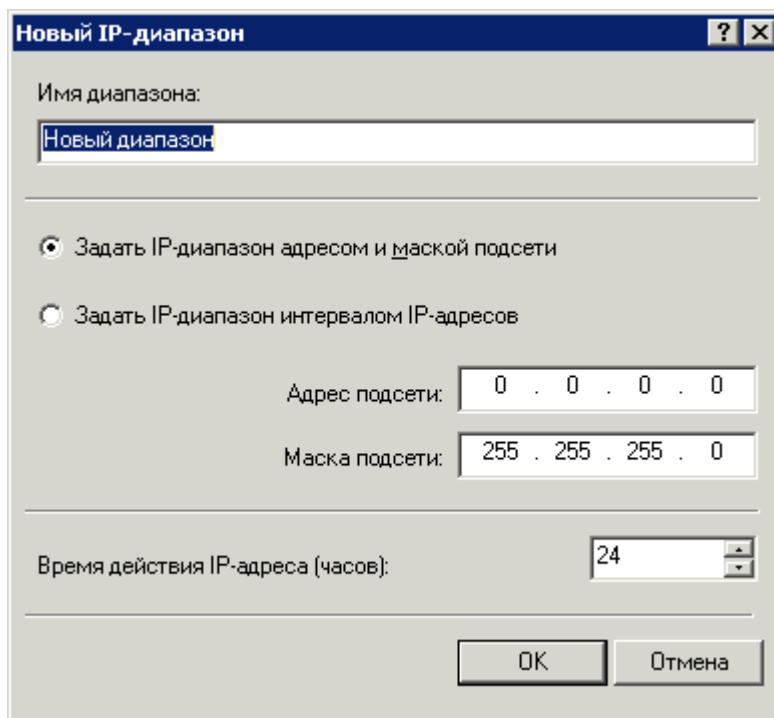 Новый IP-диапазон
Имя диапазона:
Новый диапазон
Задать IP-диапазон адресом и маской подсети
Задать IP-диапазон интервалом IP-адресов
Адрес подсети: 0 . 0 . 0 . 0
Маска подсети: 255 . 255 . 255 . 0
Время действия IP-адреса (часов): 24
OK Отмена